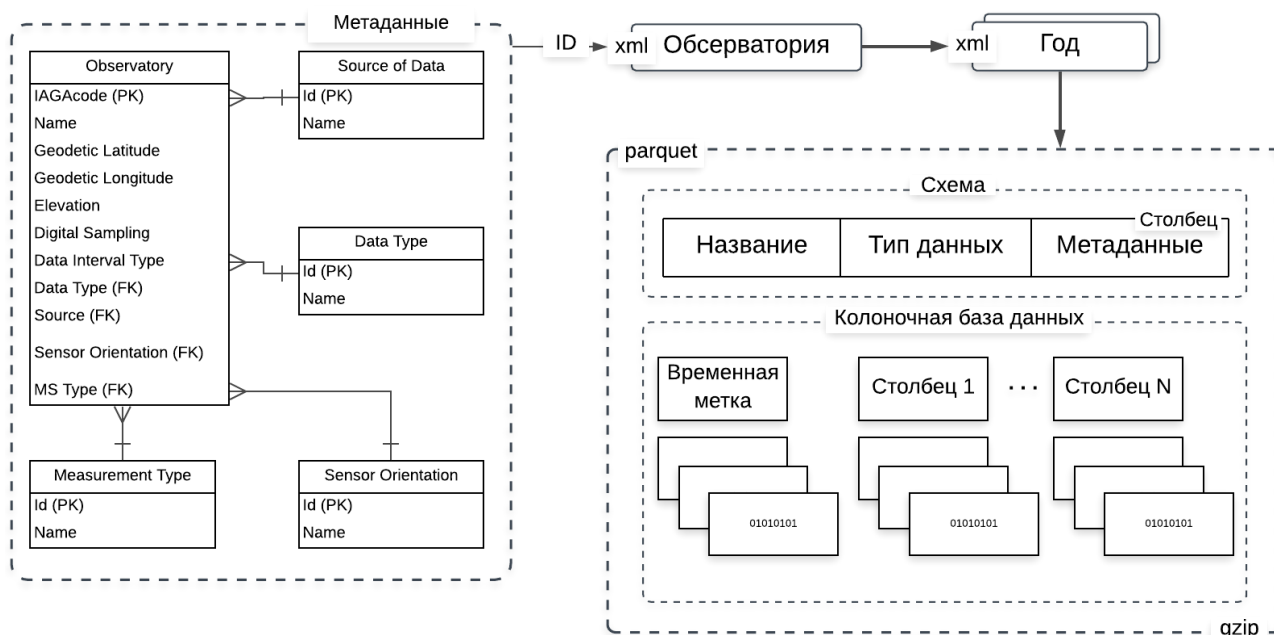 Метаданные
Observatory
IAGAcode (PK)
Name
Geodetic Latitude
Geodetic Longitude
Elevation
Digital Sampling
Data Interval Type
Data Type (FK)
Source (FK)
Sensor Orientation (FK)
MS Type (FK)
Source of Data
Id (PK)
Name
Data Type
Id (PK)
Name
Measurement Type
Id (PK)
Name
Sensor Orientation
Id (PK)
Name
ID
xml
Обсерватория
xml
Год
parquet
Схема
Столбец
Название
Тип данных
Метаданные
Колоночная база данных
Временная
метка
Столбец 1
...
Столбец N
01010101
01010101
01010101
gzip